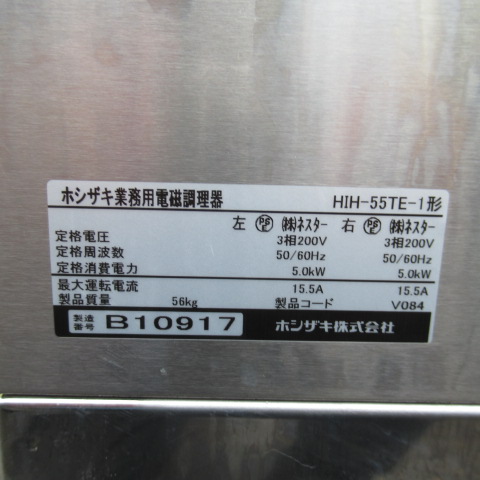 ホシザキ業務用電磁調理器 HIH-55TE-1形
左 PSE ㈱ネスター 右 PSE ㈱ネスター
定格電圧 3相200V 3相200V
定格周波数 50/60Hz 50/60Hz
定格消費電力 5.0kW 5.0kW
最大運転電流 15.5A 15.5A
製品質量 56kg 製品コード V084
製造番号 B10917 ホシザキ株式会社